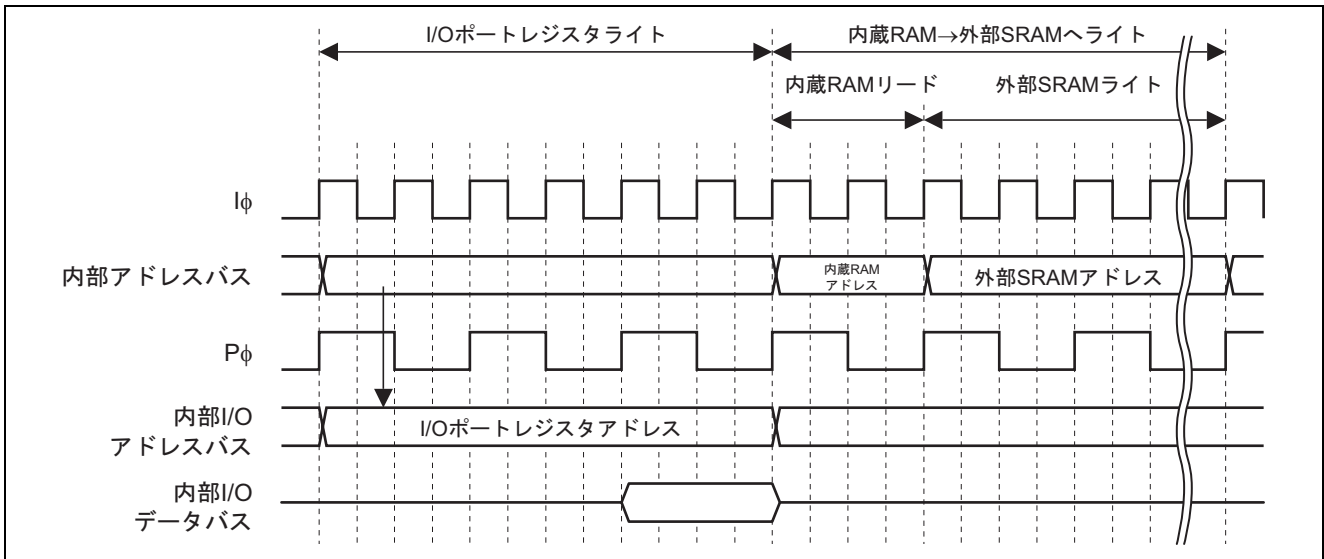 I/Oポートレジスタライト
内蔵RAM→外部SRAMへライト
内蔵RAMリード
外部SRAMライト
Iφ
内部アドレスバス
内蔵RAM
アドレス
外部SRAMアドレス
Pφ
内部I/O
アドレスバス
I/Oポートレジスタアドレス
内部I/O
データバス